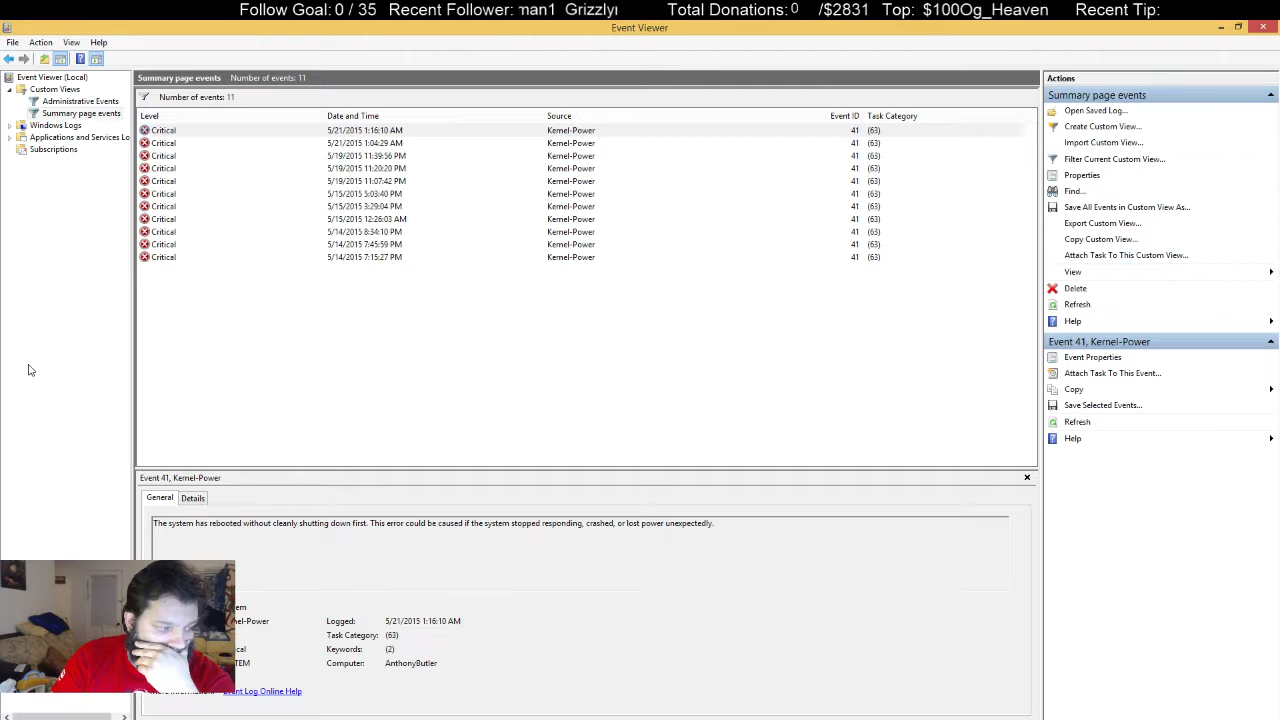 Follow Goal: 0 / 35 Recent Follower: man1 Grizzlyı Total Donations: 0 /$2831 Top: $100Og_Heaven Recent Tip:
Event Viewer
File Action View Help
Event Viewer (Local)
Custom Views
Administrative Events
Summary page events
Windows Logs
Applications and Services Lo
Subscriptions
Summary page events Number of events: 11
Number of events: 11
Level Date and Time Source Event ID Task Category
Critical 5/21/2015 1:16:10 AM Kernel-Power 41 (63)
Critical 5/21/2015 1:04:29 AM Kernel-Power 41 (63)
Critical 5/19/2015 11:39:56 PM Kernel-Power 41 (63)
Critical 5/19/2015 11:20:20 PM Kernel-Power 41 (63)
Critical 5/19/2015 11:07:42 PM Kernel-Power 41 (63)
Critical 5/15/2015 5:03:40 PM Kernel-Power 41 (63)
Critical 5/15/2015 3:29:04 PM Kernel-Power 41 (63)
Critical 5/15/2015 12:26:03 AM Kernel-Power 41 (63)
Critical 5/14/2015 8:34:10 PM Kernel-Power 41 (63)
Critical 5/14/2015 7:45:59 PM Kernel-Power 41 (63)
Critical 5/14/2015 7:15:27 PM Kernel-Power 41 (63)
Event 41, Kernel-Power
General Details
The system has rebooted without cleanly shutting down first. This error could be caused if the system stopped responding, crashed, or lost power unexpectedly.
em
nel-Power Logged: 5/21/2015 1:16:10 AM
Task Category: (63)
cal Keywords: (2)
TEM Computer: AnthonyButler
Event Log Online Help
Actions
Summary page events
Open Saved Log...
Create Custom View...
Import Custom View...
Filter Current Custom View...
Properties
Find...
Save All Events in Custom View As...
Export Custom View...
Copy Custom View...
Attach Task To This Custom View...
View
Delete
Refresh
Help
Event 41, Kernel-Power
Event Properties
Attach Task To This Event...
Copy
Save Selected Events...
Refresh
Help